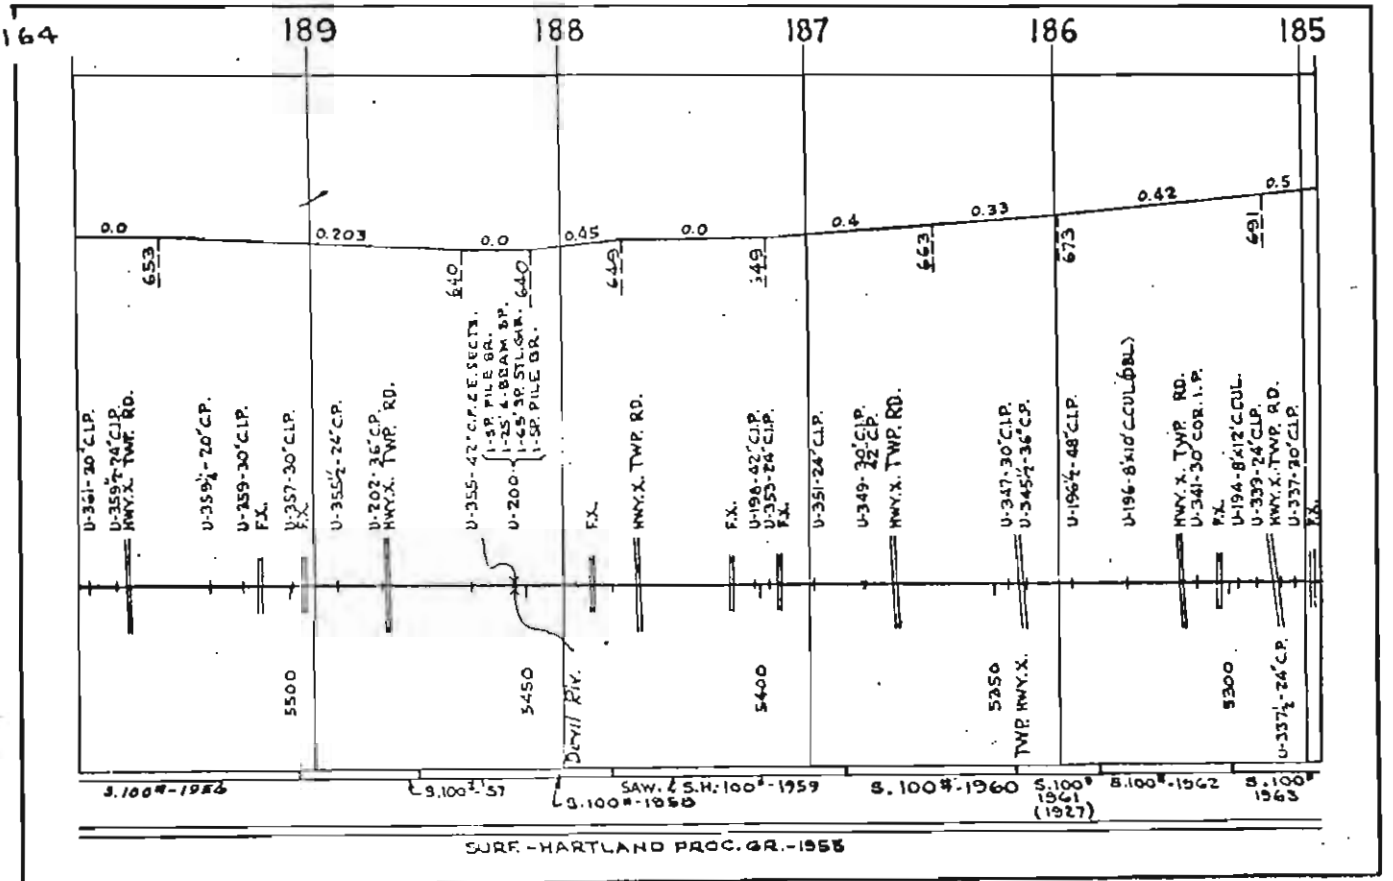 164
189
188
187
186
185
0.0
0.203
0.0
0.45
0.0
0.4
0.33
0.42
0.5
653
640
640
649
663
673
691
U-361-20"C.I.P.
U-359½-24"C.I.P.
HWY.X. TWP. RD.
U-359¼-20"C.P.
U-259-30"C.I.P.
F.X.
U-357-30"C.I.P.
F.X.
U-355½-24"C.P.
U-202-36"C.P.
HWY.X. TWP. RD.
U-355-42"C.P. & E. SECTS.
U-200
1-SP. PILE BR.
1-25' I-BEAM SP.
1-65' SP. STL. GIR.
1-SP. PILE BR.
F.X.
HWY.X. TWP. RD.
F.X.
U-198-42"C.I.P.
U-353-24"C.I.P.
F.X.
U-351-24"C.I.P.
U-349-30"C.I.P.
42"C.P.
HWY.X. TWP. RD.
U-347-30"C.I.P.
U-345½-36"C.P.
U-196½-48"C.I.P.
U-196-8'X10'C.CUL.(DBL)
HWY.X. TWP. RD.
U-341-30"COR. I.P.
F.X.
U-194-8'X12'C.CUL.
U-339-24"C.I.P.
HWY.X. TWP. RD.
U-337-30"C.I.P.
F.X.
5500
5450
DEVIL RIV.
5400
5350
TWP. HWY.X.
5300
U-337½-24"C.P.
S.100#-1956
S.100#-'57
S.100#-1958
SAW. & S.H.-100#-1959
S.100#-1960
S.100#
1961
(1927)
S.100#-1962
S.100#
1963
SURF-HARTLAND PROC. GR.-1958